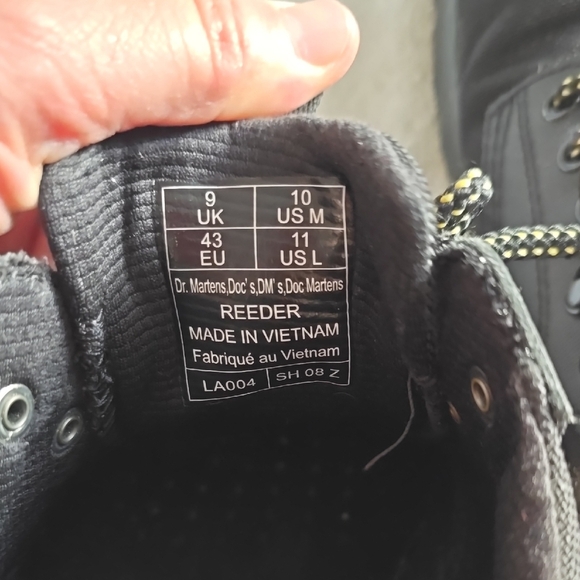 9 UK 10 US M
43 EU 11 US L
Dr. Martens,Doc's,DM's,Doc Martens
REEDER
MADE IN VIETNAM
Fabriqué au Vietnam
LA004 SH 08 Z